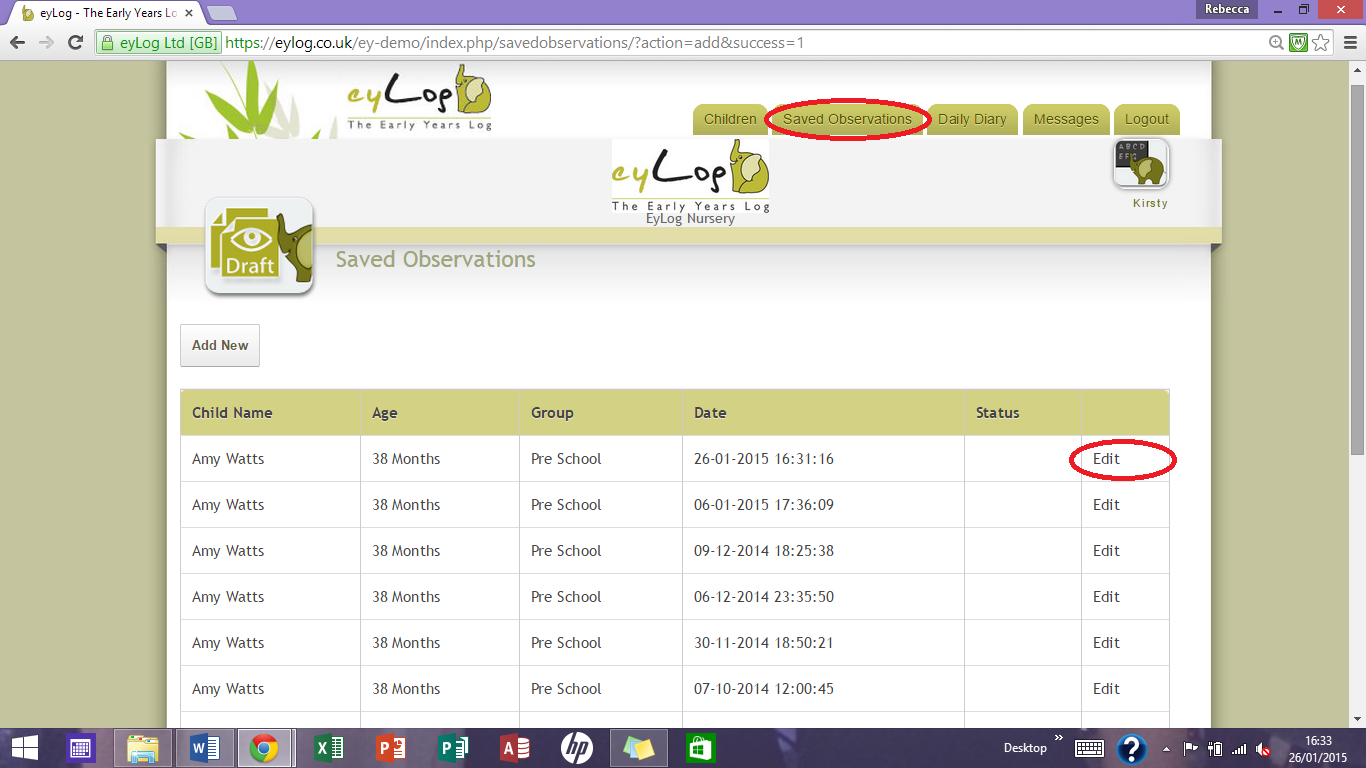 Rebecca
eyLog - The Early Years Lo
eyLog Ltd [GB] https://eylog.co.uk/ey-demo/index.php/savedobservations/?action=add&success=1
eyLog
The Early Years Log
Children Saved Observations Daily Diary Messages Logout
eyLog
The Early Years Log
EyLog Nursery
A B C D
E F G
Kirsty
Draft
Saved Observations
Add New
Child Name Age Group Date Status
Amy Watts 38 Months Pre School 26-01-2015 16:31:16 Edit
Amy Watts 38 Months Pre School 06-01-2015 17:36:09 Edit
Amy Watts 38 Months Pre School 09-12-2014 18:25:38 Edit
Amy Watts 38 Months Pre School 06-12-2014 23:35:50 Edit
Amy Watts 38 Months Pre School 30-11-2014 18:50:21 Edit
Amy Watts 38 Months Pre School 07-10-2014 12:00:45 Edit
Desktop
16:33
26/01/2015